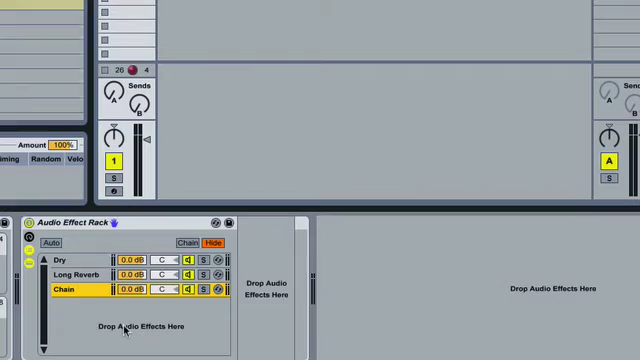 26 4
Sends
A
B
Amount 100%
iming Random Velo
1
S
A
S
Audio Effect Rack
Auto Chain Hide
Dry 0.0 dB C S
Long Reverb 0.0 dB C S
Chain 0.0 dB C S
Drop Audio Effects Here
Drop Audio
Effects Here
Drop Audio Effects Here